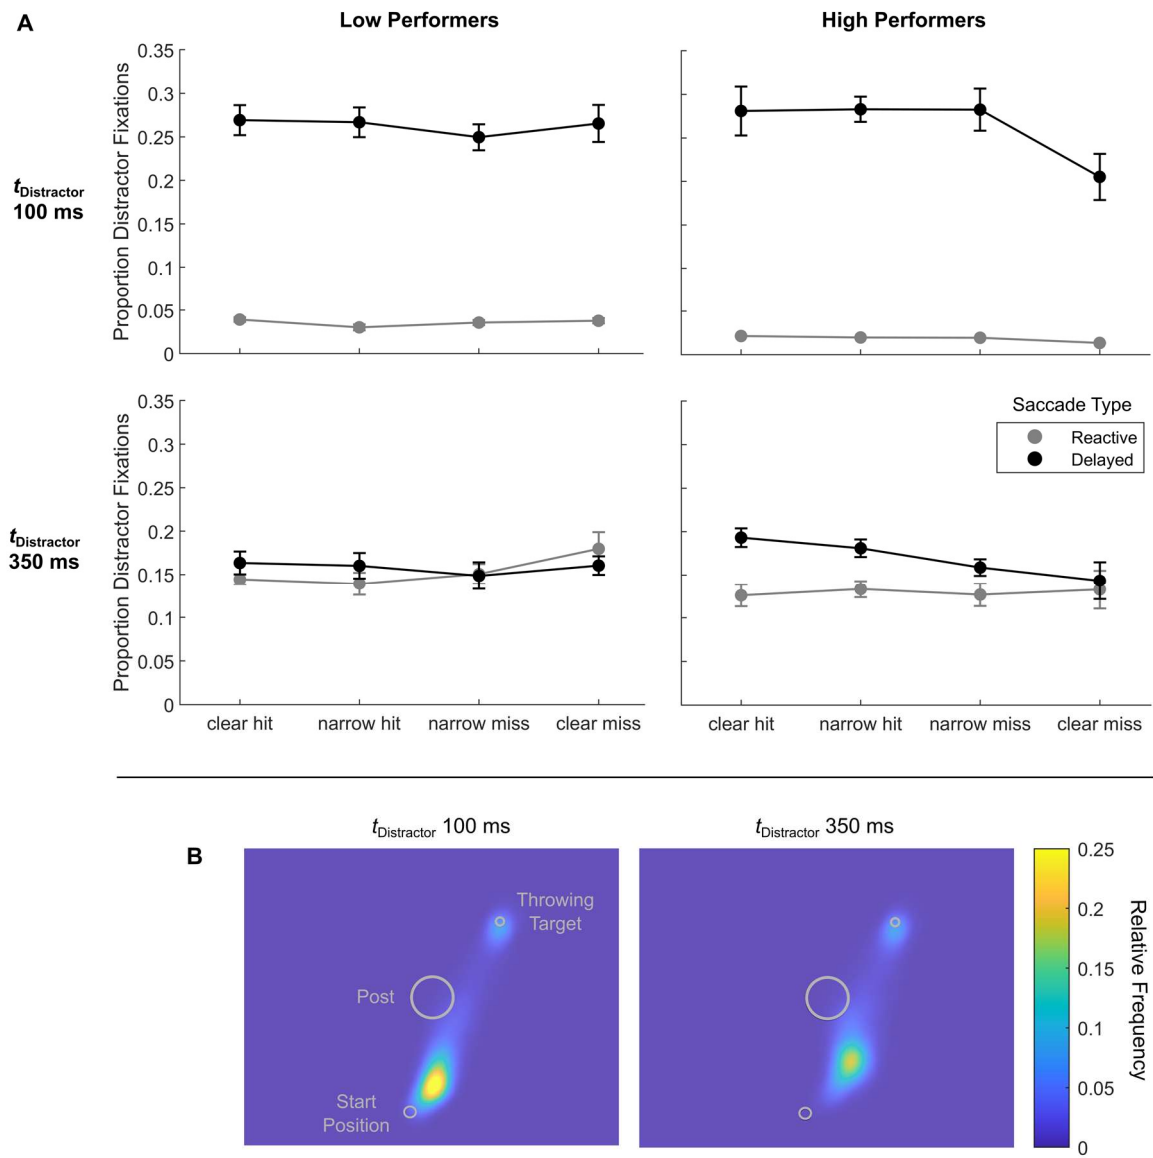 A
Low Performers
High Performers
t Distractor
100 ms
Proportion Distractor Fixations
0.35
0.3
0.25
0.2
0.15
0.1
0.05
0
t Distractor
350 ms
Proportion Distractor Fixations
0.35
0.3
0.25
0.2
0.15
0.1
0.05
0
Saccade Type
Reactive
Delayed
clear hit
narrow hit
narrow miss
clear miss
clear hit
narrow hit
narrow miss
clear miss
B
t Distractor 100 ms
t Distractor 350 ms
Throwing
Target
Post
Start
Position
0.25
0.2
0.15
0.1
0.05
0
Relative Frequency